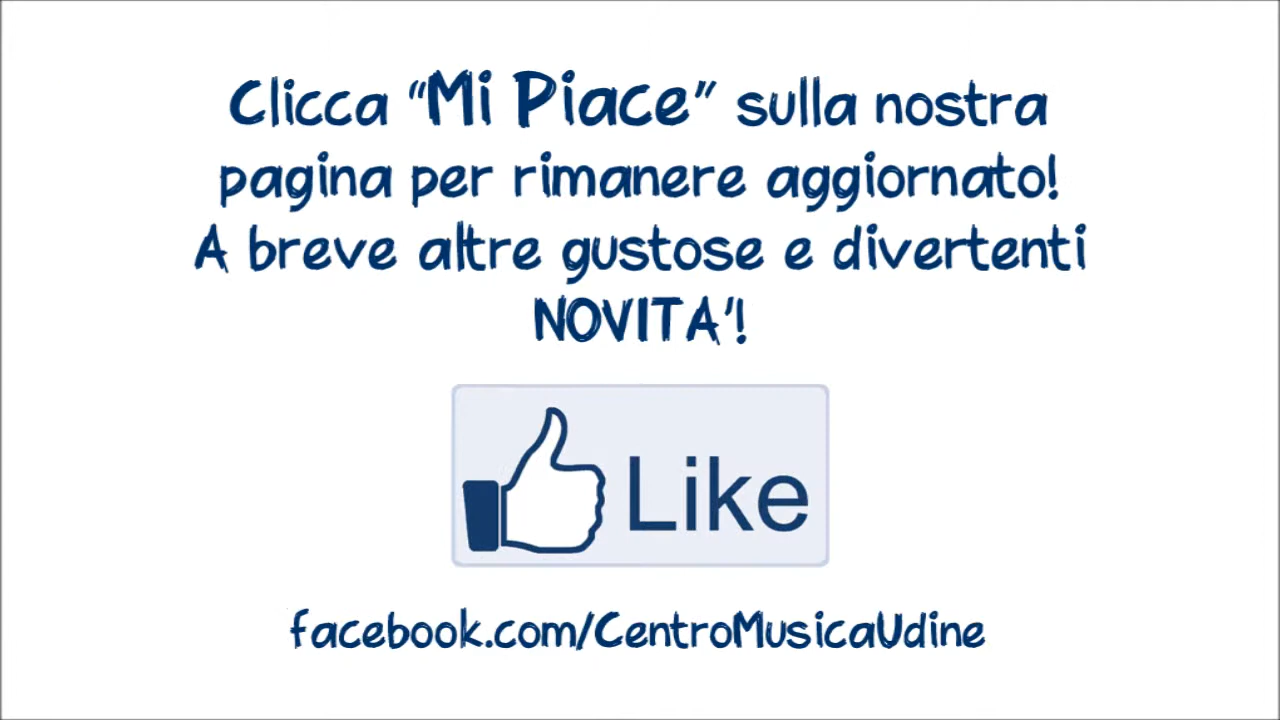 Clicca “Mi Piace” sulla nostra
pagina per rimanere aggiornato!
A breve altre gustose e divertenti
NOVITA'!
Like
facebook.com/CentroMusicaUdine